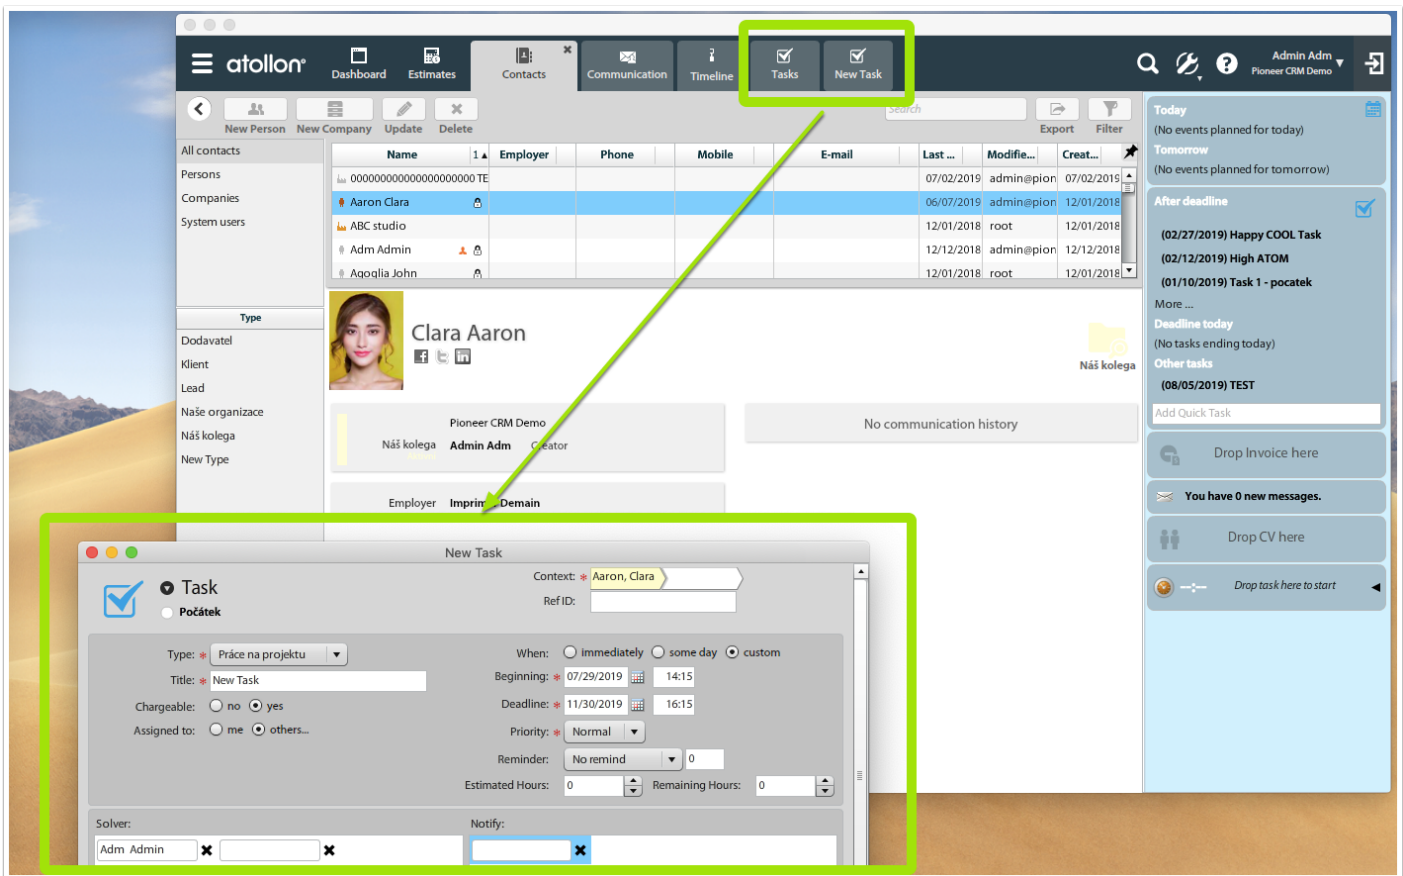 atollon
Dashboard
Estimates
Contacts
Communication
Timeline
Tasks
New Task
Admin Adm
Pioneer CRM Demo
New Person
New Company
Update
Delete
Search
Export
Filter
All contacts
Persons
Companies
System users
Type
Dodavatel
Klient
Lead
Naše organizace
Náš kolega
New Type
Name 1 Employer Phone Mobile E-mail Last ... Modifie... Creat...
000000000000000000000 TE 07/02/2019 admin@pion 07/02/2019
Aaron Clara 06/07/2019 admin@pion 12/01/2018
ABC studio 12/01/2018 root 12/01/2018
Adm Admin 12/12/2018 admin@pion 12/12/2018
Agoglia John 12/01/2018 root 12/01/2018
Clara Aaron
Náš kolega
Pioneer CRM Demo
Náš kolega Admin Adm Creator
No communication history
Employer Imprim Demain
Today
(No events planned for today)
Tomorrow
(No events planned for tomorrow)
After deadline
(02/27/2019) Happy COOL Task
(02/12/2019) High ATOM
(01/10/2019) Task 1 - pocatek
More ...
Deadline today
(No tasks ending today)
Other tasks
(08/05/2019) TEST
Add Quick Task
Drop Invoice here
You have 0 new messages.
Drop CV here
--:-- Drop task here to start
New Task
Task
Počátek
Context: * Aaron, Clara
Ref ID:
Type: * Práce na projektu
Title: * New Task
Chargeable: no yes
Assigned to: me others...
When: immediately some day custom
Beginning: * 07/29/2019 14:15
Deadline: * 11/30/2019 16:15
Priority: * Normal
Reminder: No remind 0
Estimated Hours: 0 Remaining Hours: 0
Solver:
Adm Admin
Notify: